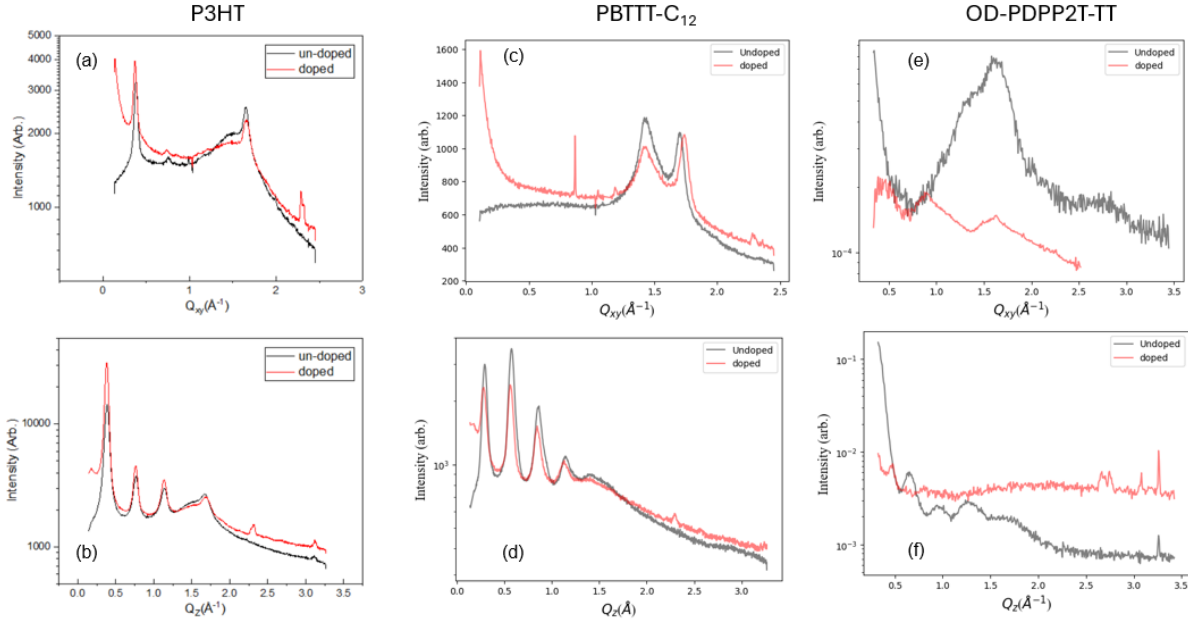 P3HT
PBTTT-C₁₂
OD-PDPP2T-TT
(a)
un-doped
doped
5000
4000
3000
2000
1000
Intensity (Arb.)
0
1
2
3
Qxy(Å⁻¹)
(c)
Undoped
doped
1600
1400
1200
1000
800
600
400
200
Intensity (arb.)
0.0
0.5
1.0
1.5
2.0
2.5
Qxy(Å⁻¹)
(e)
Undoped
doped
10⁻⁴
Intensity (arb.)
0.5
1.0
1.5
2.0
2.5
3.0
3.5
Qxy(Å⁻¹)
(b)
un-doped
doped
10000
1000
Intensity (Arb.)
0.0
0.5
1.0
1.5
2.0
2.5
3.0
3.5
QZ(Å⁻¹)
(d)
Undoped
doped
10³
Intensity (arb.)
0.0
0.5
1.0
1.5
2.0
2.5
3.0
Qz(Å)
(f)
Undoped
doped
10⁻¹
10⁻²
10⁻³
Intensity (arb.)
0.5
1.0
1.5
2.0
2.5
3.0
3.5
Qz(Å⁻¹)